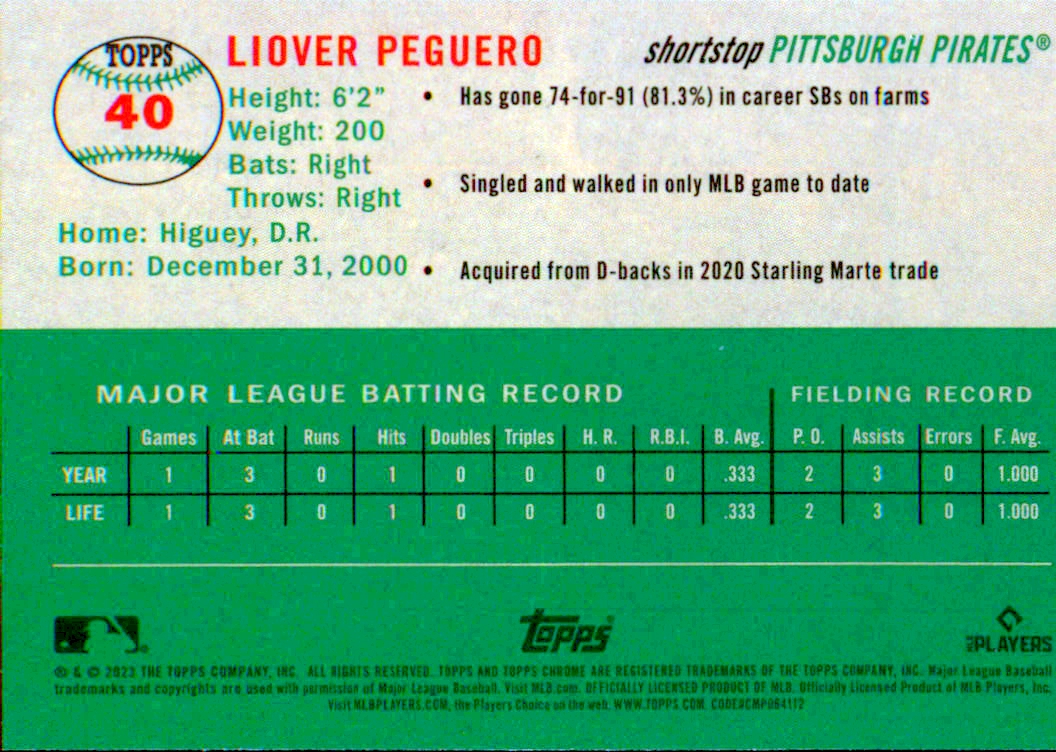 TOPPS
40
LIOVER PEGUERO
shortstop PITTSBURGH PIRATES®
Height: 6'2"
Weight: 200
Bats: Right
Throws: Right
Home: Higuey, D.R.
Born: December 31, 2000
• Has gone 74-for-91 (81.3%) in career SBs on farms
• Singled and walked in only MLB game to date
• Acquired from D-backs in 2020 Starling Marte trade
MAJOR LEAGUE BATTING RECORD FIELDING RECORD
Games At Bat Runs Hits Doubles Triples H. R. R.B.I. B. Avg. P. O. Assists Errors F. Avg.
YEAR 1 3 0 1 0 0 0 0 .333 2 3 0 1.000
LIFE 1 3 0 1 0 0 0 0 .333 2 3 0 1.000
topps
PLAYERS
® & © 2023 THE TOPPS COMPANY, INC. ALL RIGHTS RESERVED. TOPPS AND TOPPS CHROME ARE REGISTERED TRADEMARKS OF THE TOPPS COMPANY, INC. Major League Baseball
trademarks and copyrights are used with permission of Major League Baseball. Visit MLB.com. OFFICIALLY LICENSED PRODUCT OF MLB. Officially Licensed Product of MLB Players, Inc.
Visit MLBPLAYERS.COM, the Players Choice on the web. WWW.TOPPS.COM. CODE#CMP064112